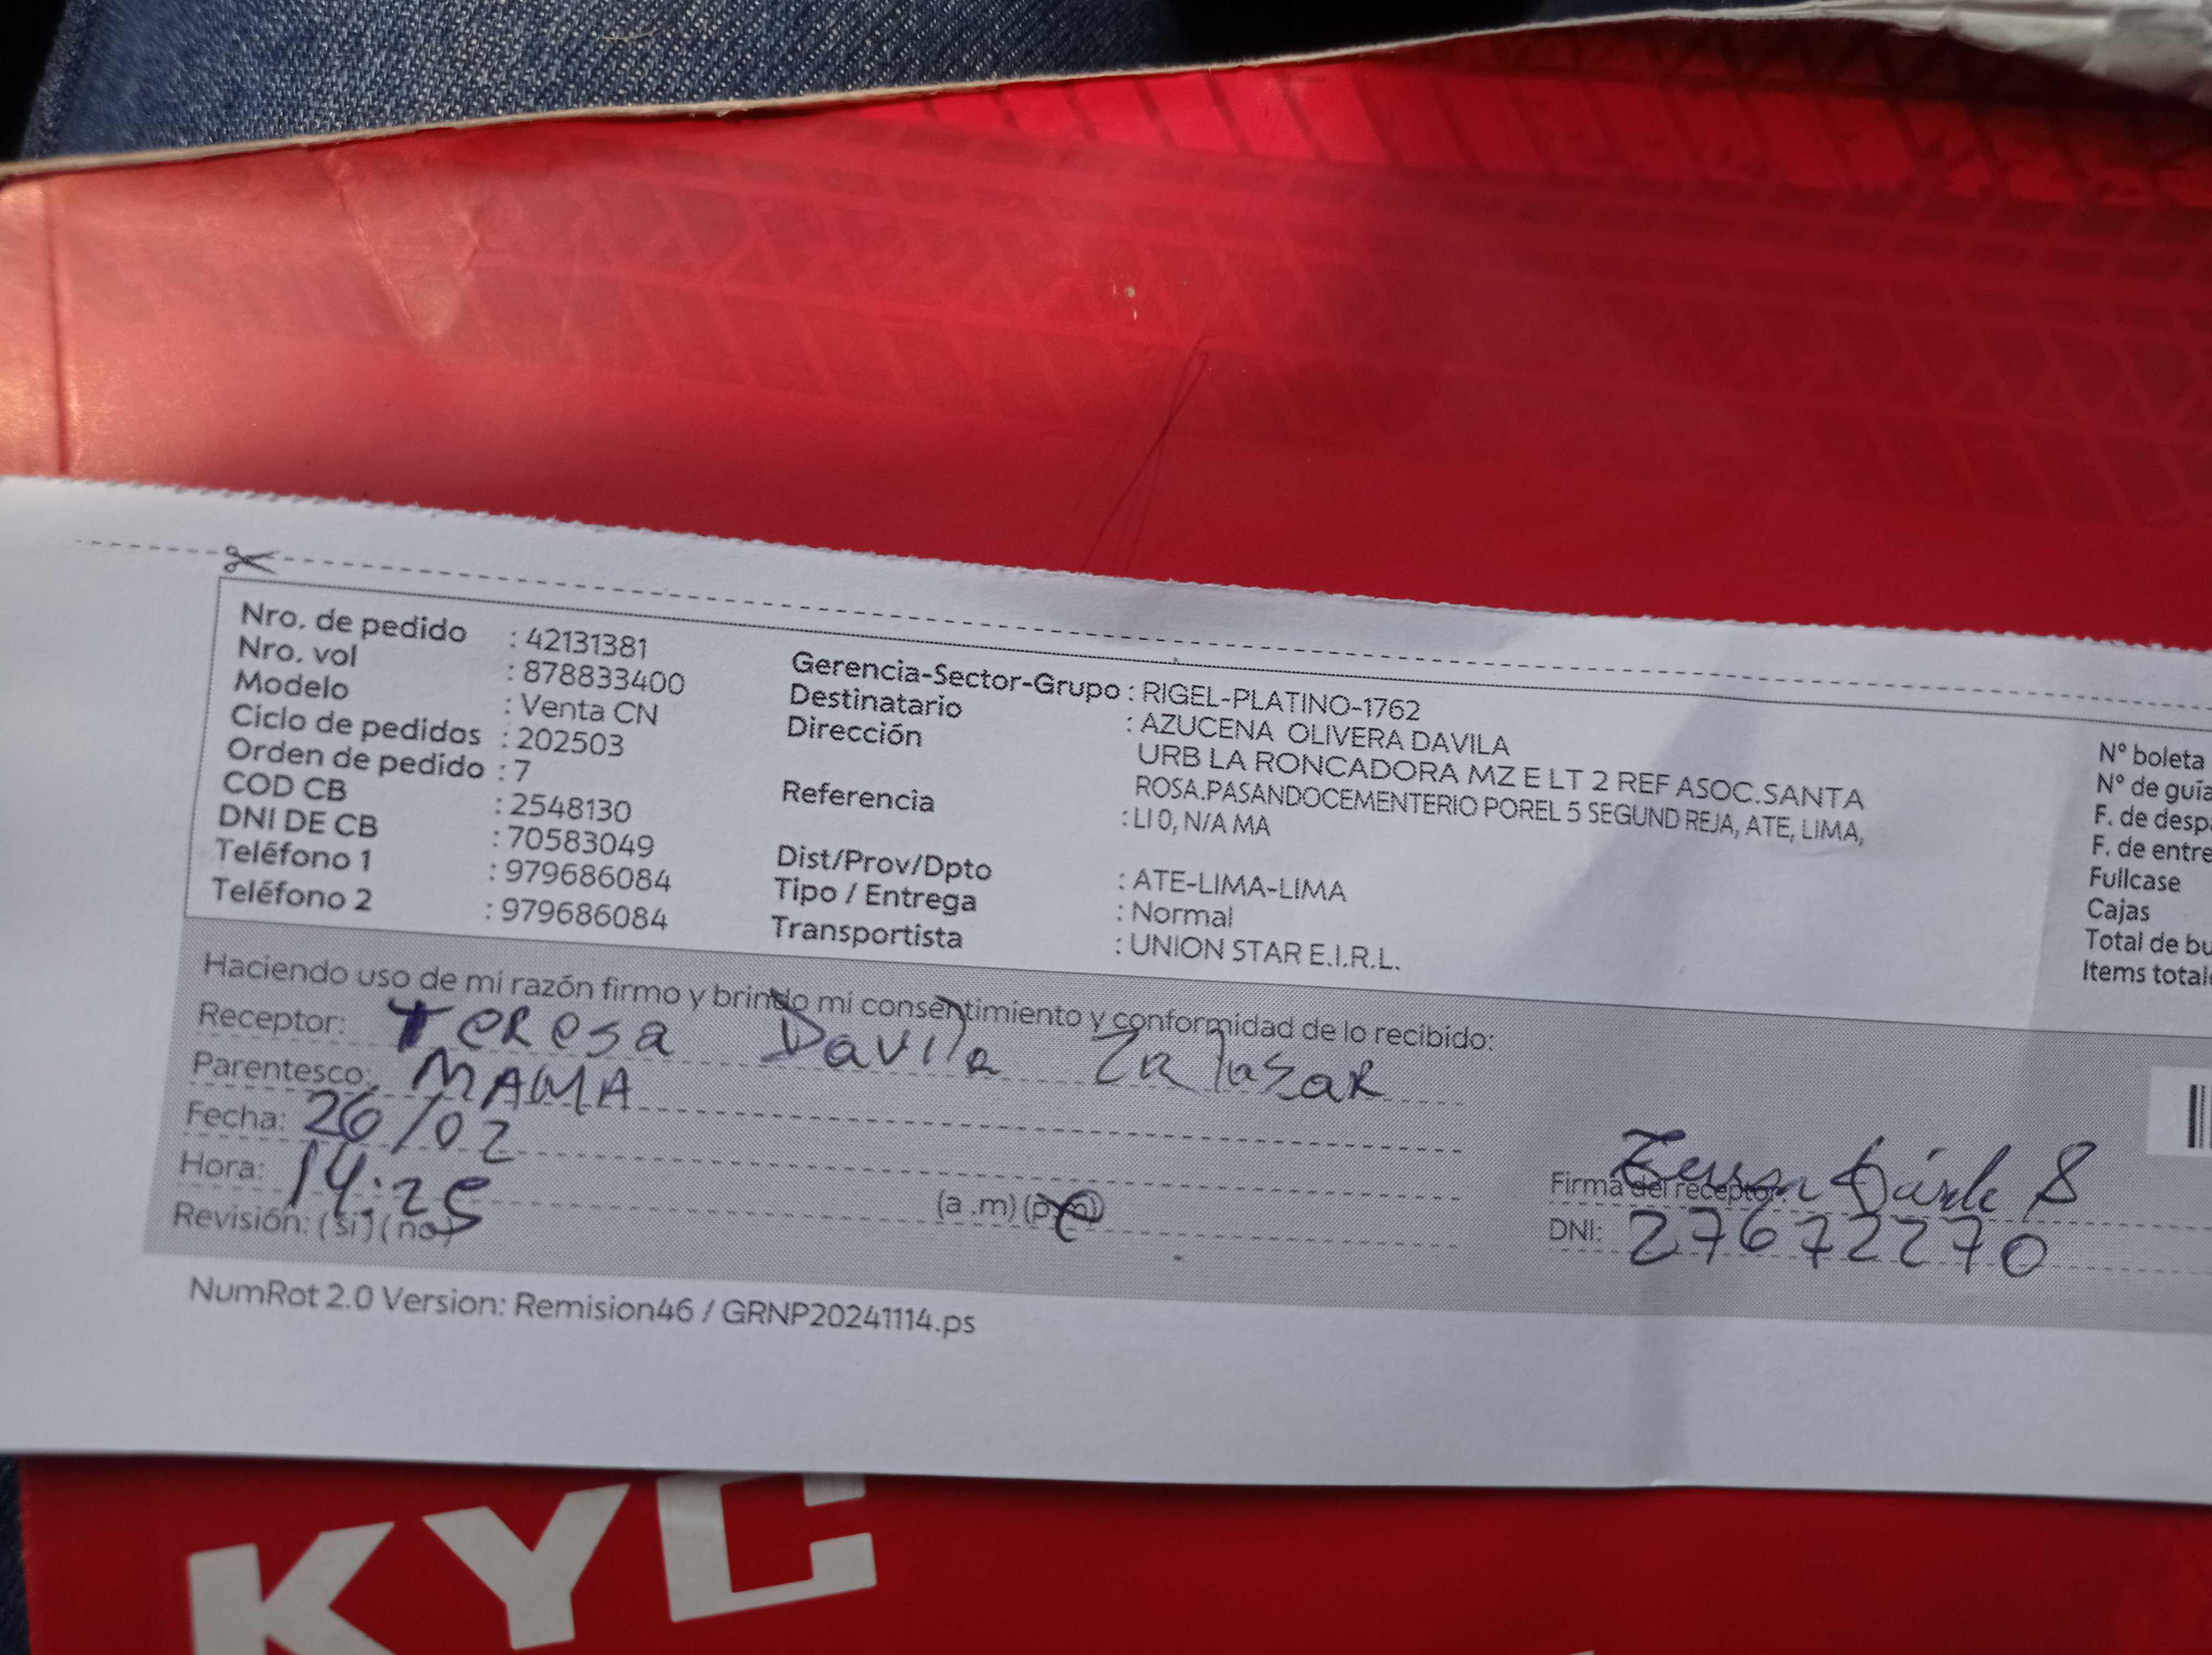 Nro. de pedido : 42131381
Nro. vol : 878833400
Modelo : Venta CN
Ciclo de pedidos : 202503
Orden de pedido : 7
COD CB : 2548130
DNI DE CB : 70583049
Teléfono 1 : 979686084
Teléfono 2 : 979686084
Gerencia-Sector-Grupo : RIGEL-PLATINO-1762
Destinatario : AZUCENA OLIVERA DAVILA
Dirección URB LA RONCADORA MZ E LT 2 REF ASOC.SANTA
ROSA.PASANDOCEMENTERIO POREL 5 SEGUND REJA, ATE, LIMA,
Referencia : LI 0, N/A MA
Dist/Prov/Dpto : ATE-LIMA-LIMA
Tipo / Entrega : Normal
Transportista : UNION STAR E.I.R.L.
N° boleta
N° de guía
F. de desp
F. de entre
Fullcase
Cajas
Total de bu
Items total
Haciendo uso de mi razón firmo y brindo mi consentimiento y conformidad de lo recibido:
Receptor: Teresa Davila
Parentesco: MAMA
Fecha: 26/02
Hora: 14:25 (a .m) (p.m)
Revisión: (si) (no)
Firma del receptor:
DNI: 27672270
NumRot 2.0 Version: Remision46 / GRNP20241114.ps
KYC